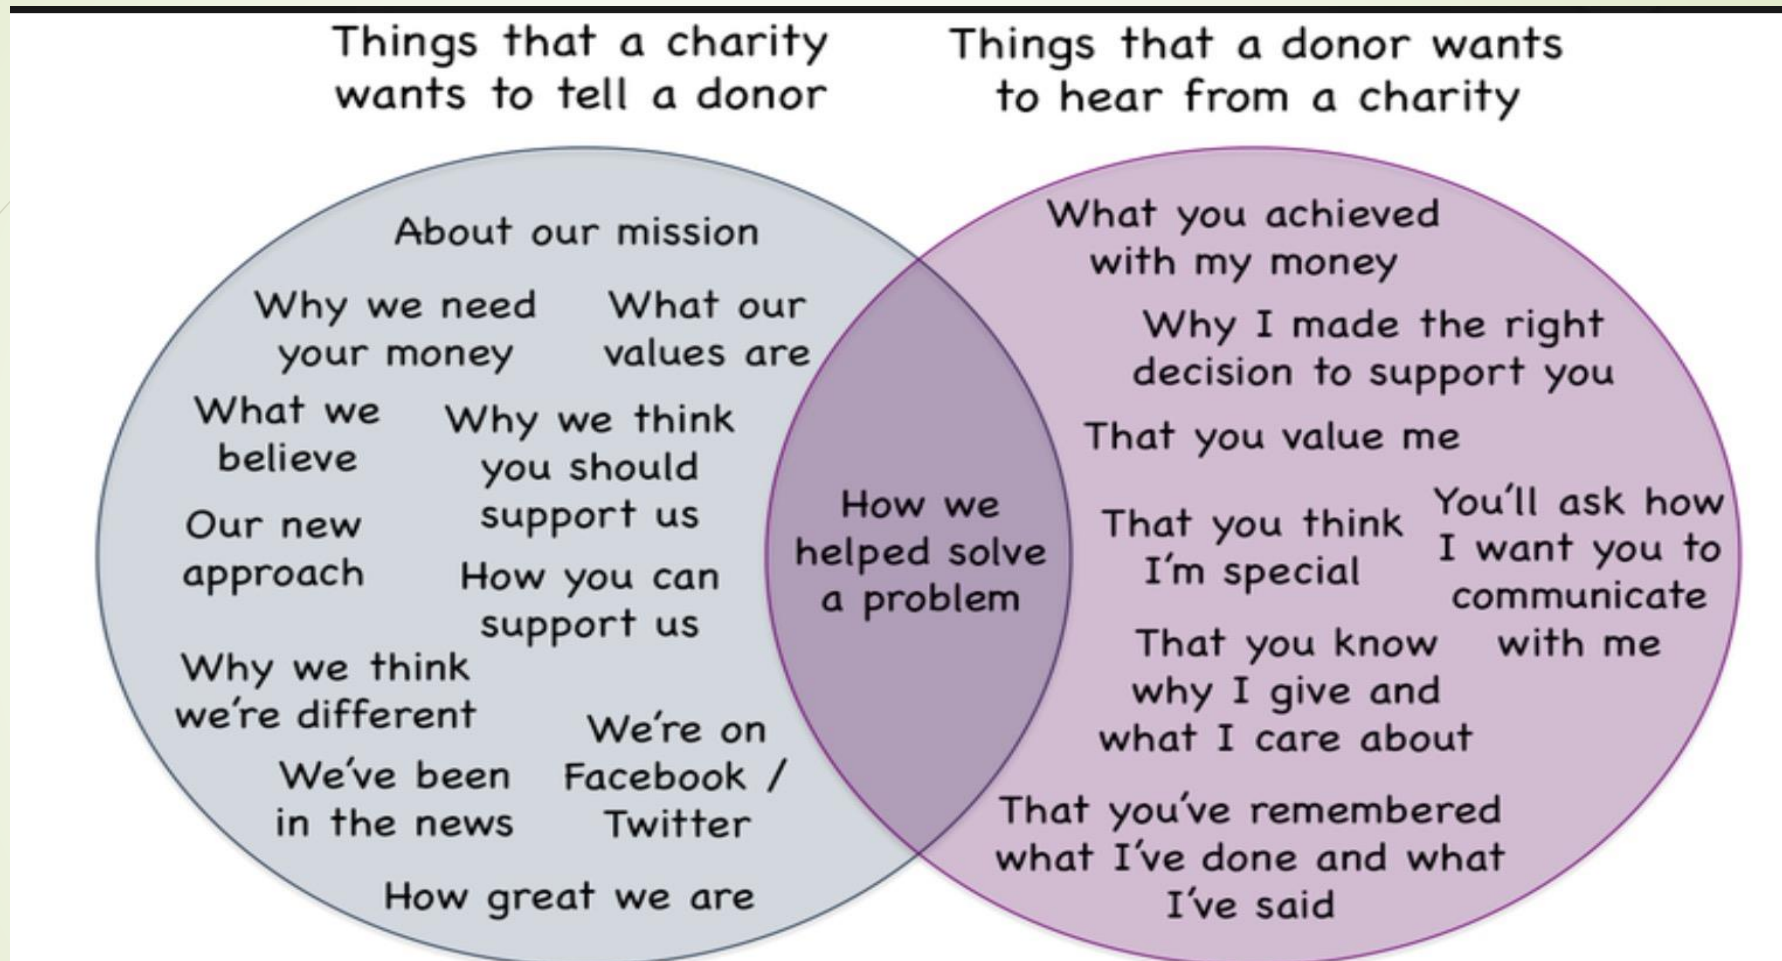 Things that a charity
wants to tell a donor
Things that a donor wants
to hear from a charity
About our mission
Why we need
your money
What our
values are
What we
believe
Why we think
you should
support us
Our new
approach
How you can
support us
Why we think
we're different
We're on
Facebook /
Twitter
We've been
in the news
How great we are
How we
helped solve
a problem
What you achieved
with my money
Why I made the right
decision to support you
That you value me
That you think
I'm special
You'll ask how
I want you to
communicate
with me
That you know
why I give and
what I care about
That you've remembered
what I've done and what
I've said